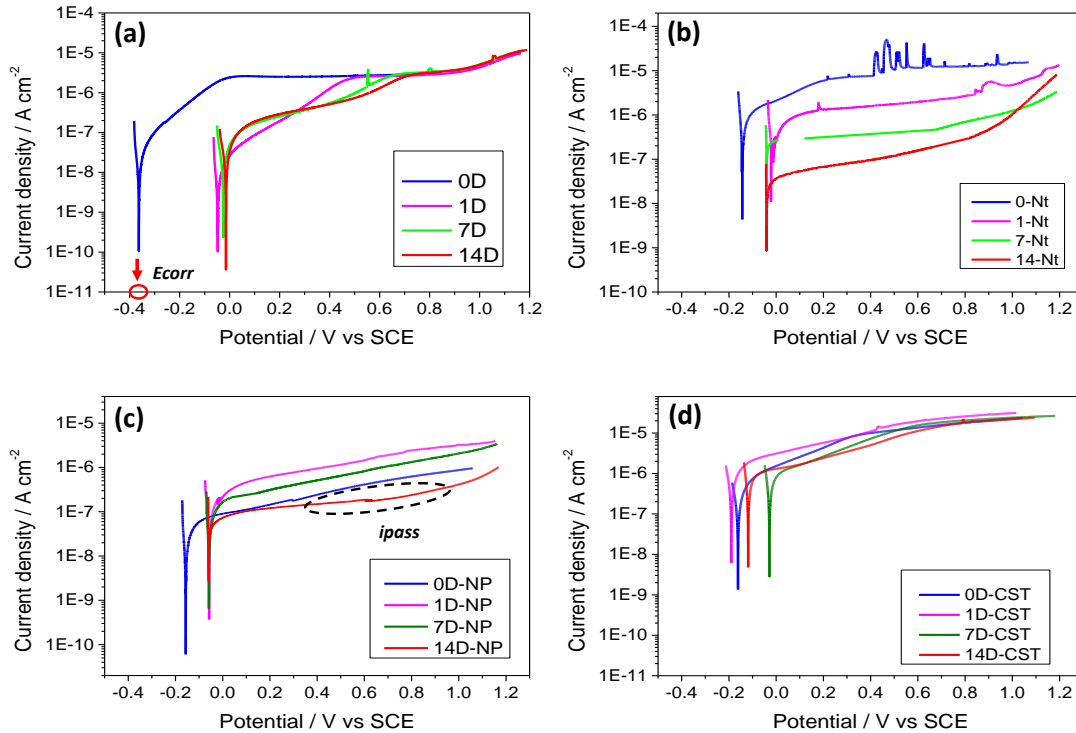 (a)
Current density / A cm-2
1E-4
1E-5
1E-6
1E-7
1E-8
1E-9
1E-10
1E-11
0D
1D
7D
14D
Ecorr
-0.4 -0.2 0.0 0.2 0.4 0.6 0.8 1.0 1.2
Potential / V vs SCE
(b)
Current density / A cm-2
1E-4
1E-5
1E-6
1E-7
1E-8
1E-9
1E-10
0-Nt
1-Nt
7-Nt
14-Nt
-0.4 -0.2 0.0 0.2 0.4 0.6 0.8 1.0 1.2
Potential / V vs SCE
(c)
Current density / A cm-2
1E-5
1E-6
1E-7
1E-8
1E-9
1E-10
ipass
0D-NP
1D-NP
7D-NP
14D-NP
-0.4 -0.2 0.0 0.2 0.4 0.6 0.8 1.0 1.2
Potential / V vs SCE
(d)
Current density / A cm-2
1E-5
1E-6
1E-7
1E-8
1E-9
1E-10
1E-11
0D-CST
1D-CST
7D-CST
14D-CST
-0.4 -0.2 0.0 0.2 0.4 0.6 0.8 1.0 1.2
Potential / V vs SCE